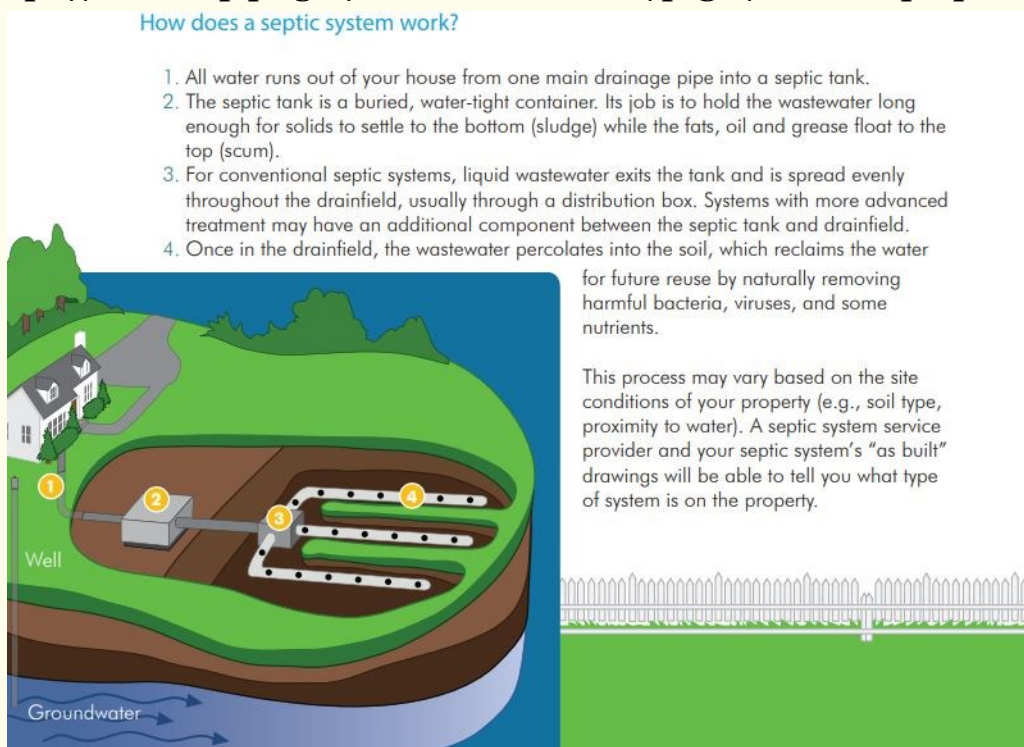 How does a septic system work?
1. All water runs out of your house from one main drainage pipe into a septic tank.
2. The septic tank is a buried, water-tight container. Its job is to hold the wastewater long
enough for solids to settle to the bottom (sludge) while the fats, oil and grease float to the
top (scum).
3. For conventional septic systems, liquid wastewater exits the tank and is spread evenly
throughout the drainfield, usually through a distribution box. Systems with more advanced
treatment may have an additional component between the septic tank and drainfield.
4. Once in the drainfield, the wastewater percolates into the soil, which reclaims the water
for future reuse by naturally removing
harmful bacteria, viruses, and some
nutrients.
This process may vary based on the site
conditions of your property (e.g., soil type,
proximity to water). A septic system service
provider and your septic system’s “as built”
drawings will be able to tell you what type
of system is on the property.
1
2
3
4
Well
Groundwater